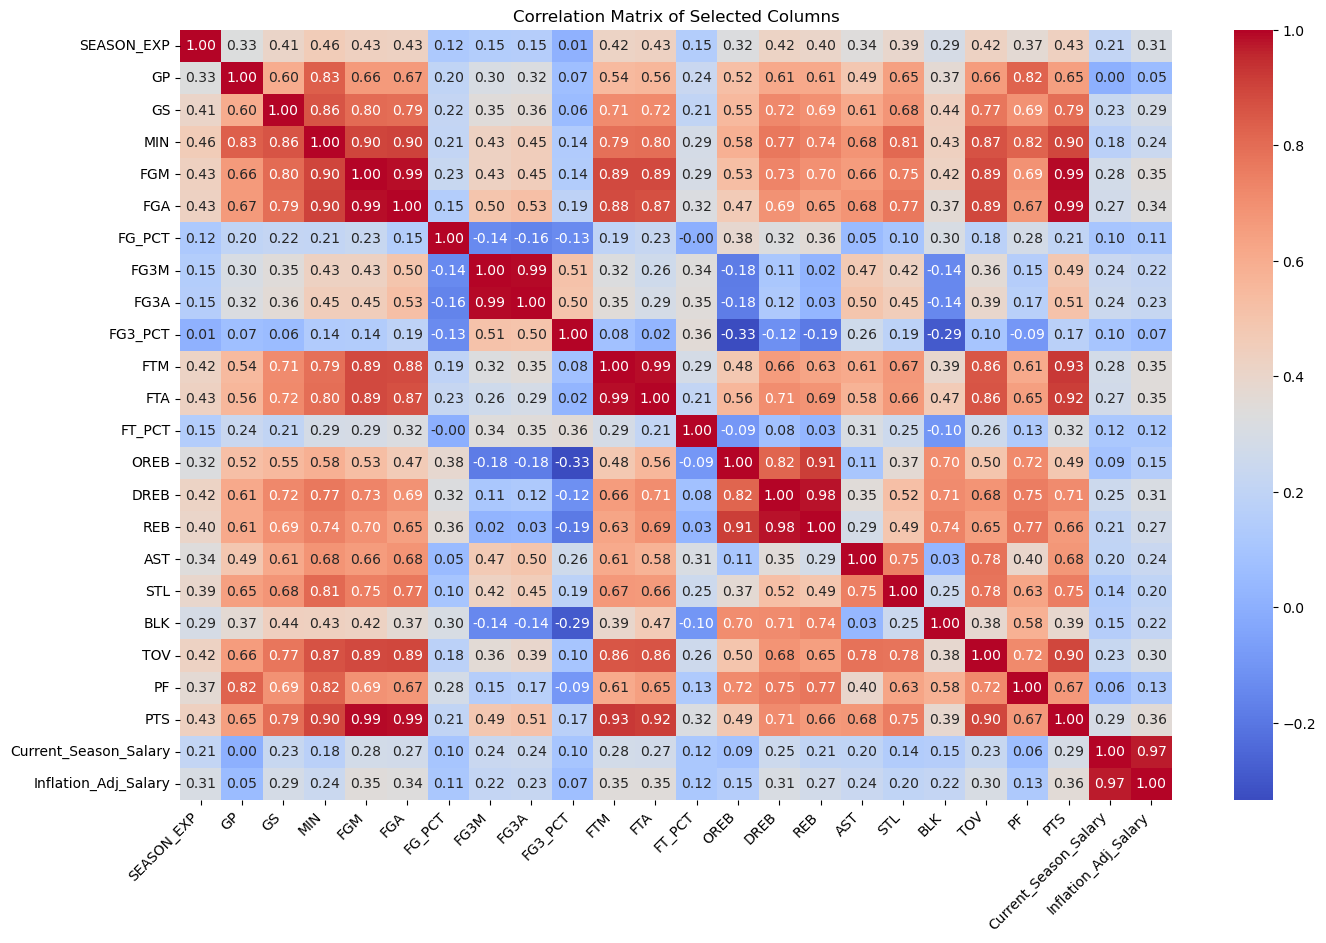 Correlation Matrix of Selected Columns
SEASON_EXP 1.00 0.33 0.41 0.46 0.43 0.43 0.12 0.15 0.15 0.01 0.42 0.43 0.15 0.32 0.42 0.40 0.34 0.39 0.29 0.42 0.37 0.43 0.21 0.31
GP 0.33 1.00 0.60 0.83 0.66 0.67 0.20 0.30 0.32 0.07 0.54 0.56 0.24 0.52 0.61 0.61 0.49 0.65 0.37 0.66 0.82 0.65 0.00 0.05
GS 0.41 0.60 1.00 0.86 0.80 0.79 0.22 0.35 0.36 0.06 0.71 0.72 0.21 0.55 0.72 0.69 0.61 0.68 0.44 0.77 0.69 0.79 0.23 0.29
MIN 0.46 0.83 0.86 1.00 0.90 0.90 0.21 0.43 0.45 0.14 0.79 0.80 0.29 0.58 0.77 0.74 0.68 0.81 0.43 0.87 0.82 0.90 0.18 0.24
FGM 0.43 0.66 0.80 0.90 1.00 0.99 0.23 0.43 0.45 0.14 0.89 0.89 0.29 0.53 0.73 0.70 0.66 0.75 0.42 0.89 0.69 0.99 0.28 0.35
FGA 0.43 0.67 0.79 0.90 0.99 1.00 0.15 0.50 0.53 0.19 0.88 0.87 0.32 0.47 0.69 0.65 0.68 0.77 0.37 0.89 0.67 0.99 0.27 0.34
FG_PCT 0.12 0.20 0.22 0.21 0.23 0.15 1.00 -0.14 -0.16 -0.13 0.19 0.23 -0.00 0.38 0.32 0.36 0.05 0.10 0.30 0.18 0.28 0.21 0.10 0.11
FG3M 0.15 0.30 0.35 0.43 0.43 0.50 -0.14 1.00 0.99 0.51 0.32 0.26 0.34 -0.18 0.11 0.02 0.47 0.42 -0.14 0.36 0.15 0.49 0.24 0.22
FG3A 0.15 0.32 0.36 0.45 0.45 0.53 -0.16 0.99 1.00 0.50 0.35 0.29 0.35 -0.18 0.12 0.03 0.50 0.45 -0.14 0.39 0.17 0.51 0.24 0.23
FG3_PCT 0.01 0.07 0.06 0.14 0.14 0.19 -0.13 0.51 0.50 1.00 0.08 0.02 0.36 -0.33 -0.12 -0.19 0.26 0.19 -0.29 0.10 -0.09 0.17 0.10 0.07
FTM 0.42 0.54 0.71 0.79 0.89 0.88 0.19 0.32 0.35 0.08 1.00 0.99 0.29 0.48 0.66 0.63 0.61 0.67 0.39 0.86 0.61 0.93 0.28 0.35
FTA 0.43 0.56 0.72 0.80 0.89 0.87 0.23 0.26 0.29 0.02 0.99 1.00 0.21 0.56 0.71 0.69 0.58 0.66 0.47 0.86 0.65 0.92 0.27 0.35
FT_PCT 0.15 0.24 0.21 0.29 0.29 0.32 -0.00 0.34 0.35 0.36 0.29 0.21 1.00 -0.09 0.08 0.03 0.31 0.25 -0.10 0.26 0.13 0.32 0.12 0.12
OREB 0.32 0.52 0.55 0.58 0.53 0.47 0.38 -0.18 -0.18 -0.33 0.48 0.56 -0.09 1.00 0.82 0.91 0.11 0.37 0.70 0.50 0.72 0.49 0.09 0.15
DREB 0.42 0.61 0.72 0.77 0.73 0.69 0.32 0.11 0.12 -0.12 0.66 0.71 0.08 0.82 1.00 0.98 0.35 0.52 0.71 0.68 0.75 0.71 0.25 0.31
REB 0.40 0.61 0.69 0.74 0.70 0.65 0.36 0.02 0.03 -0.19 0.63 0.69 0.03 0.91 0.98 1.00 0.29 0.49 0.74 0.65 0.77 0.66 0.21 0.27
AST 0.34 0.49 0.61 0.68 0.66 0.68 0.05 0.47 0.50 0.26 0.61 0.58 0.31 0.11 0.35 0.29 1.00 0.75 0.03 0.78 0.40 0.68 0.20 0.24
STL 0.39 0.65 0.68 0.81 0.75 0.77 0.10 0.42 0.45 0.19 0.67 0.66 0.25 0.37 0.52 0.49 0.75 1.00 0.25 0.78 0.63 0.75 0.14 0.20
BLK 0.29 0.37 0.44 0.43 0.42 0.37 0.30 -0.14 -0.14 -0.29 0.39 0.47 -0.10 0.70 0.71 0.74 0.03 0.25 1.00 0.38 0.58 0.39 0.15 0.22
TOV 0.42 0.66 0.77 0.87 0.89 0.89 0.18 0.36 0.39 0.10 0.86 0.86 0.26 0.50 0.68 0.65 0.78 0.78 0.38 1.00 0.72 0.90 0.23 0.30
PF 0.37 0.82 0.69 0.82 0.69 0.67 0.28 0.15 0.17 -0.09 0.61 0.65 0.13 0.72 0.75 0.77 0.40 0.63 0.58 0.72 1.00 0.67 0.06 0.13
PTS 0.43 0.65 0.79 0.90 0.99 0.99 0.21 0.49 0.51 0.17 0.93 0.92 0.32 0.49 0.71 0.66 0.68 0.75 0.39 0.90 0.67 1.00 0.29 0.36
Current_Season_Salary 0.21 0.00 0.23 0.18 0.28 0.27 0.10 0.24 0.24 0.10 0.28 0.27 0.12 0.09 0.25 0.21 0.20 0.14 0.15 0.23 0.06 0.29 1.00 0.97
Inflation_Adj_Salary 0.31 0.05 0.29 0.24 0.35 0.34 0.11 0.22 0.23 0.07 0.35 0.35 0.12 0.15 0.31 0.27 0.24 0.20 0.22 0.30 0.13 0.36 0.97 1.00
SEASON_EXP GP GS MIN FGM FGA FG_PCT FG3M FG3A FG3_PCT FTM FTA FT_PCT OREB DREB REB AST STL BLK TOV PF PTS Current_Season_Salary Inflation_Adj_Salary
1.0
0.8
0.6
0.4
0.2
0.0
-0.2